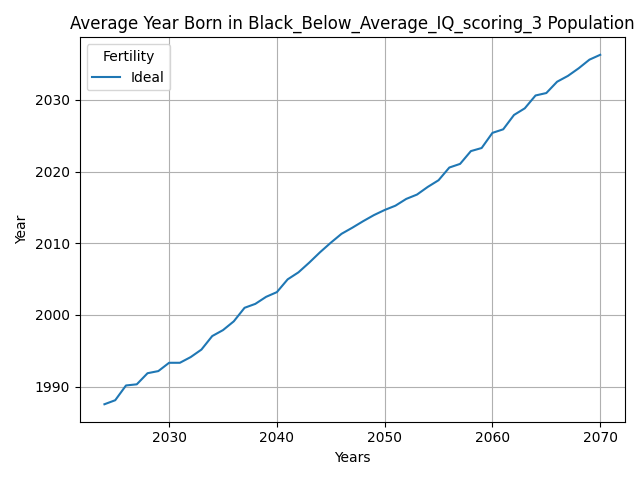 Average Year Born in Black_Below_Average_IQ_scoring_3 Population
Fertility
Ideal
2030
2020
2010
2000
1990
Year
2030 2040 2050 2060 2070
Years